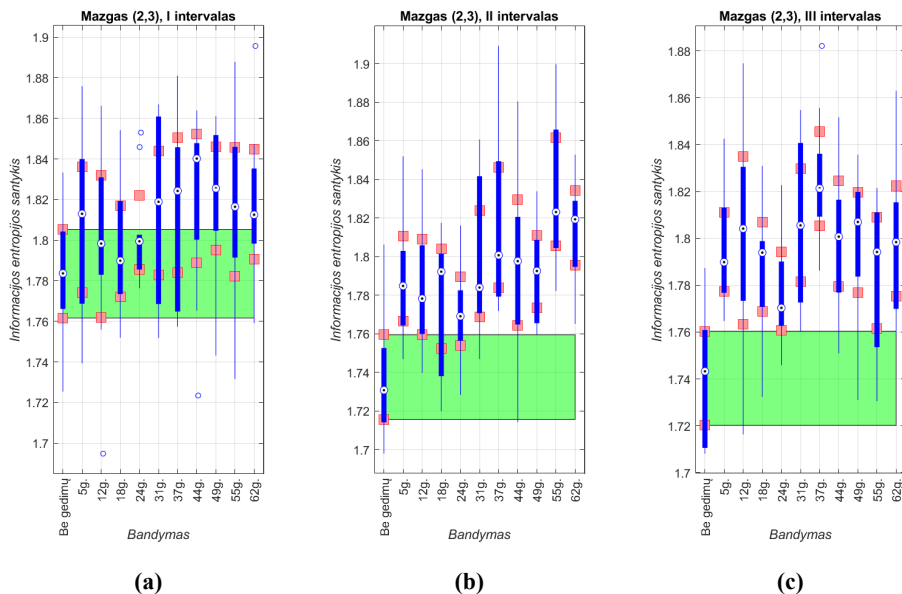 Mazgas (2,3), I intervalas
Informacijos entropijos santykis
1.9
1.88
1.86
1.84
1.82
1.8
1.78
1.76
1.74
1.72
1.7
Be gedimų
5g.
12g.
18g.
24g.
31g.
37g.
44g.
49g.
55g.
62g.
Bandymas
(a)
Mazgas (2,3), II intervalas
Informacijos entropijos santykis
1.9
1.88
1.86
1.84
1.82
1.8
1.78
1.76
1.74
1.72
1.7
Be gedimų
5g.
12g.
18g.
24g.
31g.
37g.
44g.
49g.
55g.
62g.
Bandymas
(b)
Mazgas (2,3), III intervalas
Informacijos entropijos santykis
1.88
1.86
1.84
1.82
1.8
1.78
1.76
1.74
1.72
1.7
Be gedimų
5g.
12g.
18g.
24g.
31g.
37g.
44g.
49g.
55g.
62g.
Bandymas
(c)